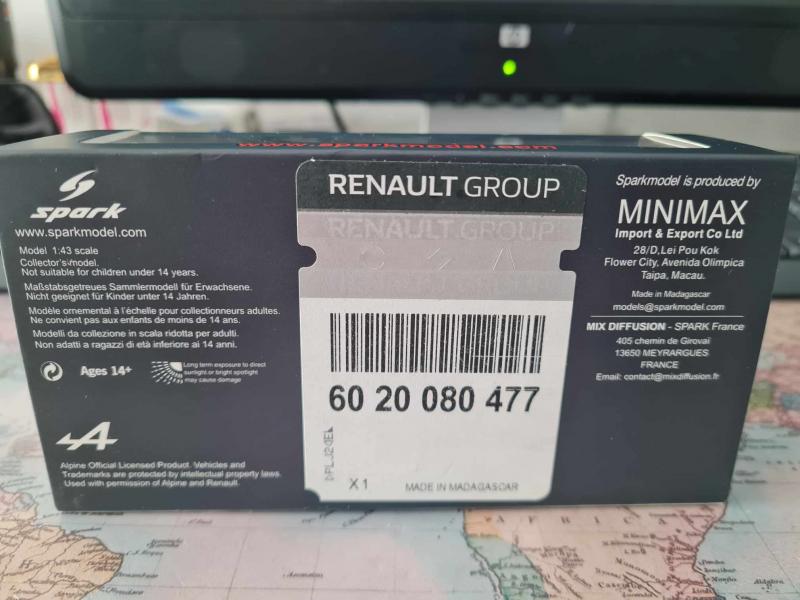 hp
www.sparkmodel.com
spark
www.sparkmodel.com
Model 1:43 scale
Collector's model.
Not suitable for children under 14 years.
Maßstabsgetreues Sammlermodell für Erwachsene.
Nicht geeignet für Kinder unter 14 Jahren.
Modèle ornemental à l'échelle pour collectionneurs adultes.
Ne convient pas aux enfants de moins de 14 ans.
Modelli da collezione in scala ridotta per adulti.
Non adatti a ragazzi di età inferiore ai 14 anni.
Ages 14+
Long term exposure to direct
sunlight or bright spotlight
may cause damage
Alpine Official Licensed Product. Vehicles and
Trademarks are protected by intellectual property laws.
Used with permission of Alpine and Renault.
RENAULT GROUP
RENAULT GROUP
60 20 080 477
X 1
MADE IN MADAGASCAR
Sparkmodel is produced by
MINIMAX
Import & Export Co Ltd
28/D, Lei Pou Kok
Flower City, Avenida Olimpica
Taipa, Macau.
Made in Madagascar
models@sparkmodel.com
MIX DIFFUSION - SPARK France
405 chemin de Girovai
13650 MEYRARGUES
FRANCE
Email: contact@mixdiffusion.fr
AFRICA